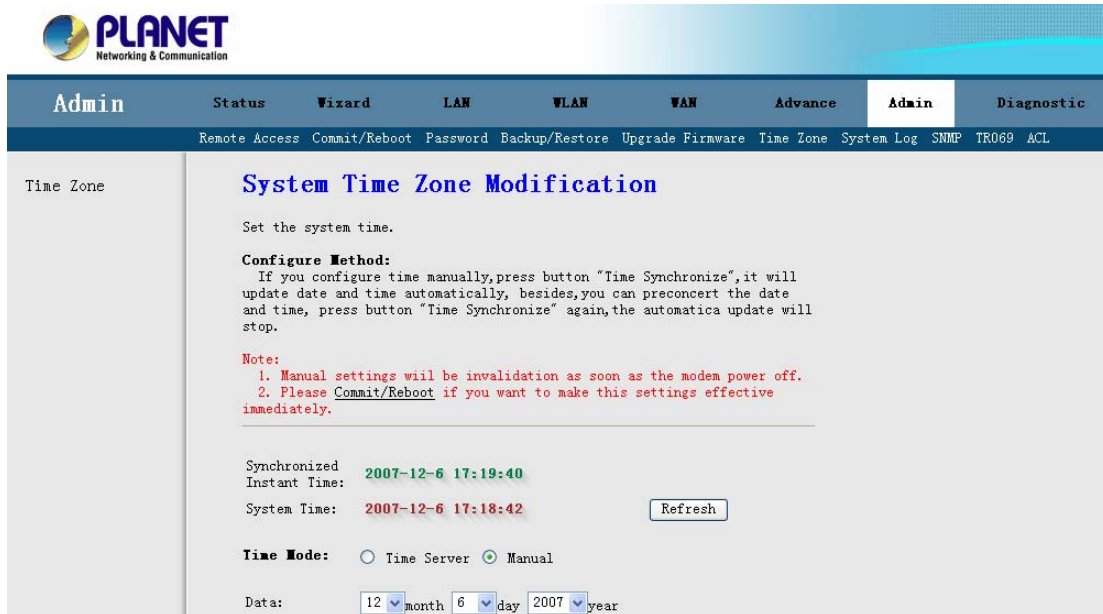 PLANET
Networking & Communication
Admin
Status Wizard LAN WLAN WAN Advance Admin Diagnostic
Remote Access Commit/Reboot Password Backup/Restore Upgrade Firmware Time Zone System Log SNMP TR069 ACL
Time Zone
System Time Zone Modification
Set the system time.
Configure Method:
If you configure time manually,press button "Time Synchronize",it will
update date and time automatically, besides,you can preconcert the date
and time, press button "Time Synchronize" again,the automatica update will
stop.
Note:
1. Manual settings wiil be invalidation as soon as the modem power off.
2. Please Commit/Reboot if you want to make this settings effective
immediately.
Synchronized
Instant Time: 2007-12-6 17:19:40
System Time: 2007-12-6 17:18:42 Refresh
Time Mode: Time Server Manual
Data: 12 month 6 day 2007 year